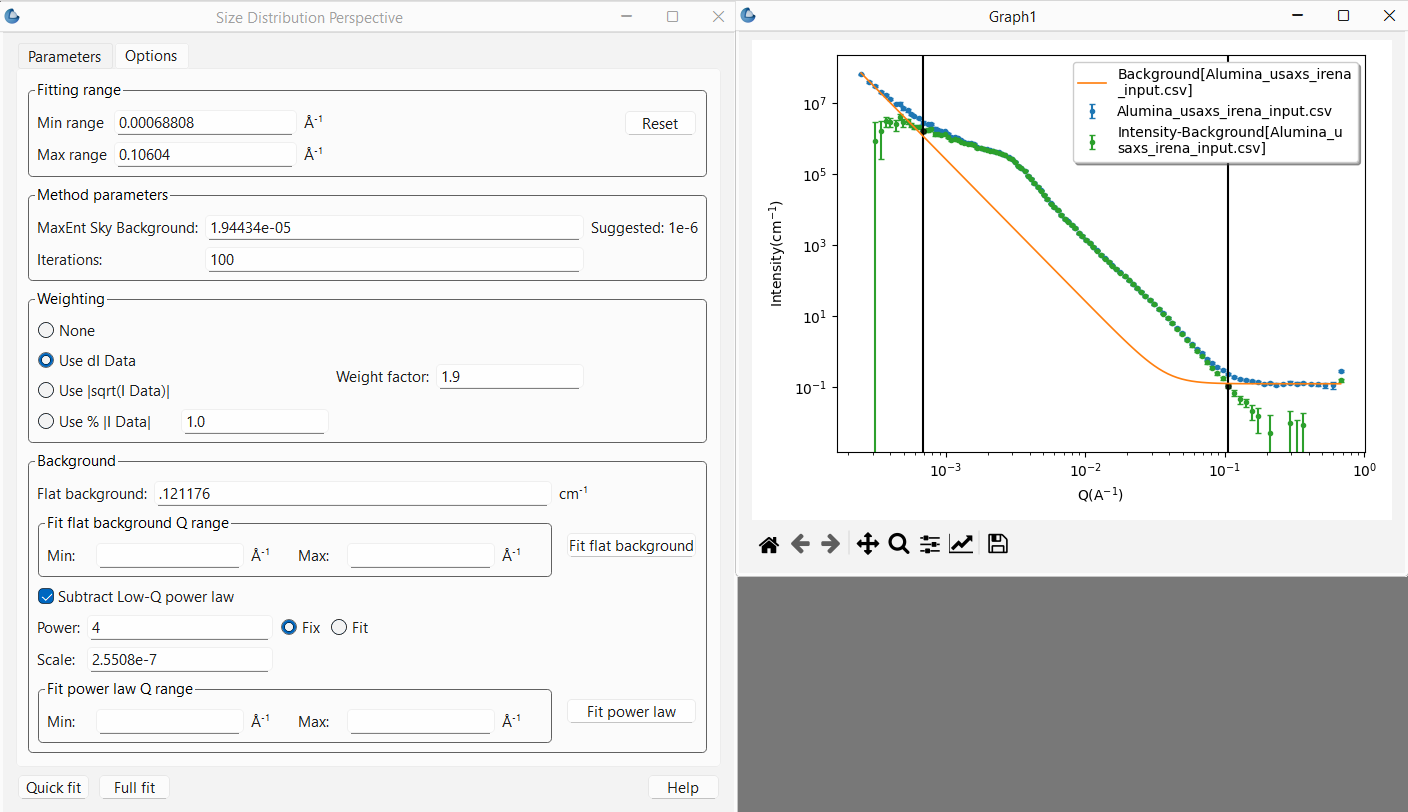 Size Distribution Perspective
Parameters Options
Fitting range
Min range 0.00068808 Å-1 Reset
Max range 0.10604 Å-1
Method parameters
MaxEnt Sky Background: 1.94434e-05 Suggested: 1e-6
Iterations: 100
Weighting
None
Use dI Data
Weight factor: 1.9
Use |sqrt(I Data)|
Use % |I Data| 1.0
Background
Flat background: .121176 cm-1
Fit flat background Q range
Min: Å-1 Max: Å-1 Fit flat background
Subtract Low-Q power law
Power: 4 Fix Fit
Scale: 2.5508e-7
Fit power law Q range
Min: Å-1 Max: Å-1 Fit power law
Quick fit Full fit Help
Graph1
Background[Alumina_usaxs_irena
_input.csv]
Alumina_usaxs_irena_input.csv
Intensity-Background[Alumina_u
saxs_irena_input.csv]
10^7
10^5
10^3
10^1
10^−1
Intensity(cm^−1)
10^−3 10^−2 10^−1 10^0
Q(A^−1)